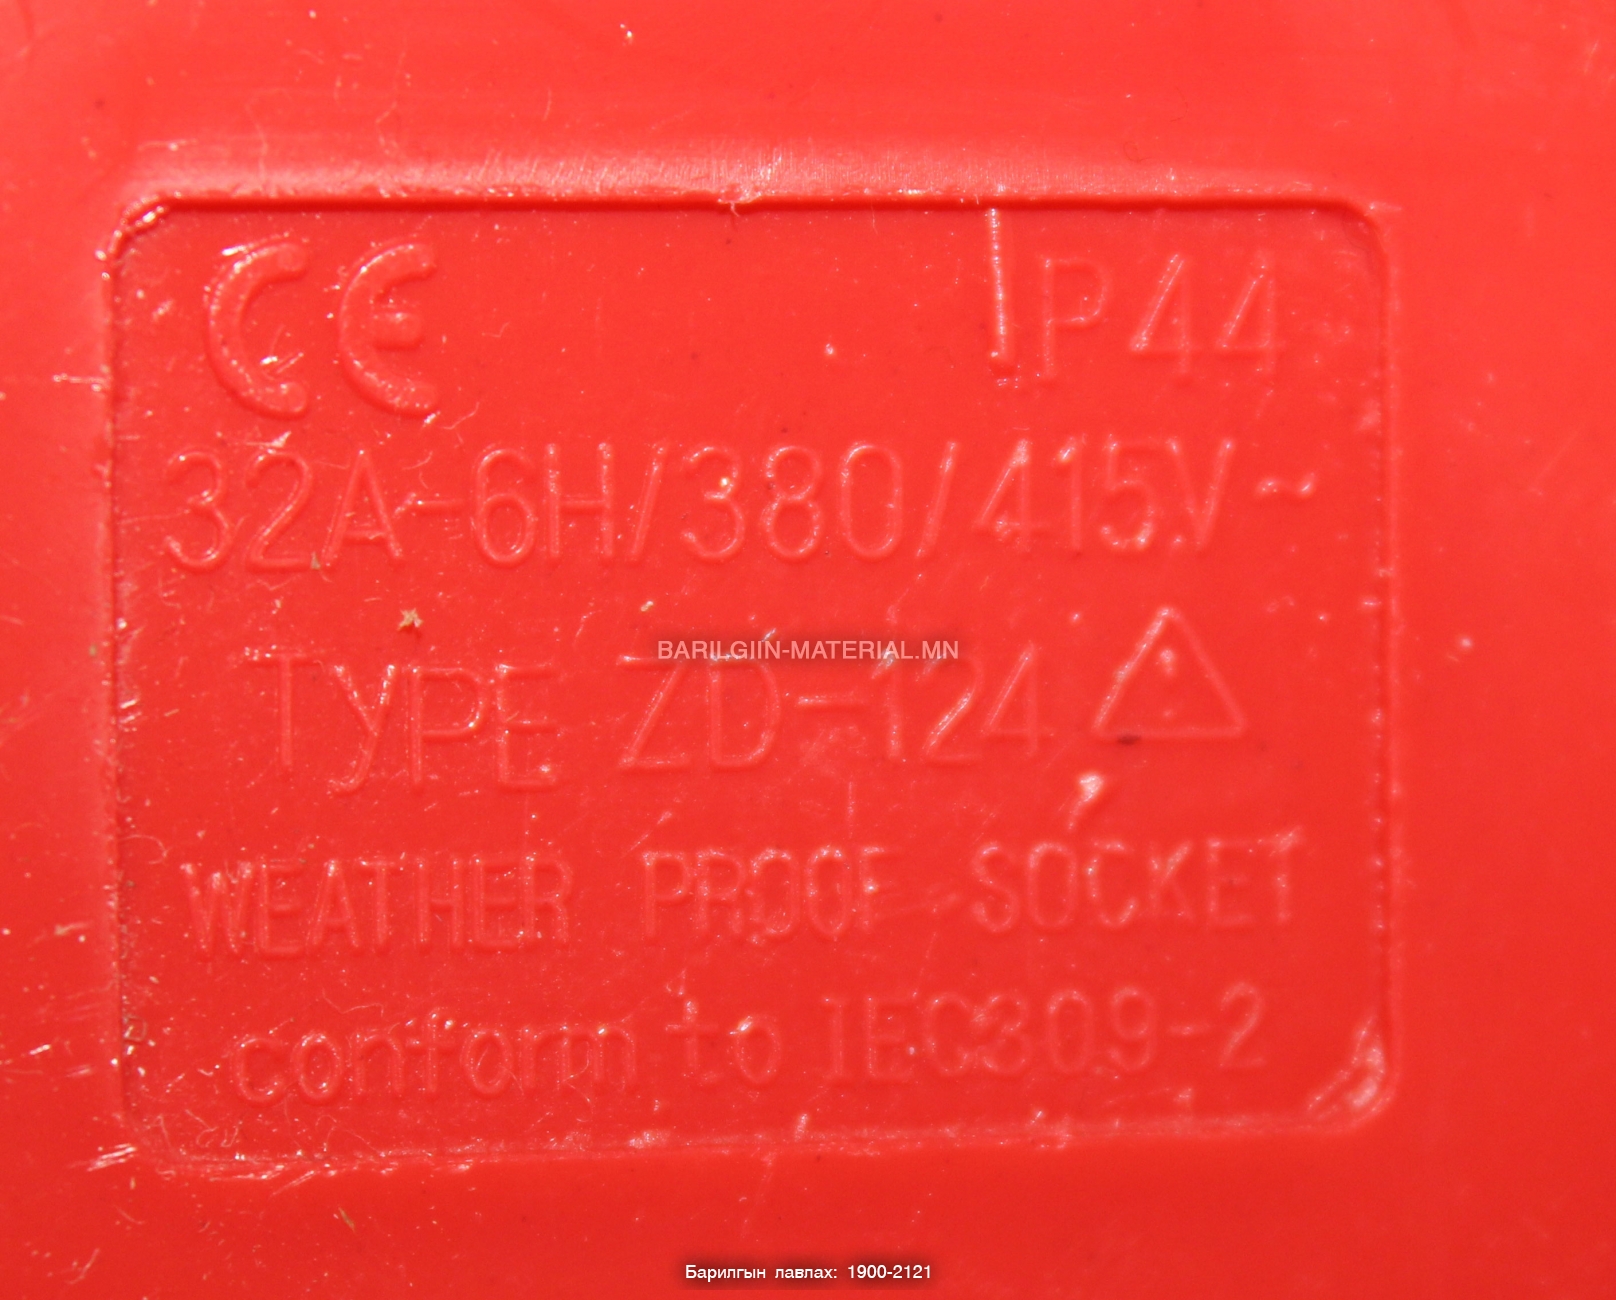 CE IP44
32A-6H/380/415V~
TYPE ZD-124
BARILGIIN-MATERIAL.MN
WEATHER PROOF SOCKET
conform to IEC309-2
Барилгын лавлах: 1900-2121